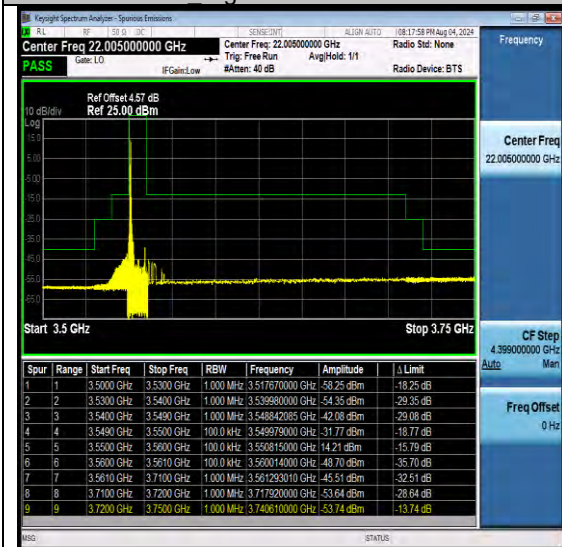 Keysight Spectrum Analyzer - Spurious Emissions
RL RF 50 Ω DC SENSE:INT ALIGN AUTO 08:17:58 PM Aug 04, 2024
Center Freq 22.005000000 GHz Center Freq: 22.005000000 GHz Radio Std: None Frequency
Gate: LO Trig: Free Run Avg|Hold: 1/1
PASS IFGain:Low #Atten: 40 dB Radio Device: BTS
Ref Offset 4.57 dB
10 dB/div Ref 25.00 dBm
Log
15.0
5.00
-5.00
-15.0
-25.0
-35.0
-45.0
-55.0
-65.0
Start 3.5 GHz Stop 3.75 GHz
Center Freq
22.005000000 GHz
CF Step
4.399000000 GHz
Auto Man
Freq Offset
0 Hz
Spur Range Start Freq Stop Freq RBW Frequency Amplitude Δ Limit
1 1 3.5000 GHz 3.5300 GHz 1.000 MHz 3.517670000 GHz -58.25 dBm -18.25 dB
2 2 3.5300 GHz 3.5400 GHz 1.000 MHz 3.539980000 GHz -54.35 dBm -29.35 dB
3 3 3.5400 GHz 3.5490 GHz 1.000 MHz 3.548842085 GHz -42.08 dBm -29.08 dB
4 4 3.5490 GHz 3.5500 GHz 100.0 kHz 3.549979000 GHz -31.77 dBm -18.77 dB
5 5 3.5500 GHz 3.5600 GHz 100.0 kHz 3.550815000 GHz 14.21 dBm -15.79 dB
6 6 3.5600 GHz 3.5610 GHz 100.0 kHz 3.560014000 GHz -48.70 dBm -35.70 dB
7 7 3.5610 GHz 3.7100 GHz 1.000 MHz 3.561293010 GHz -45.51 dBm -32.51 dB
8 8 3.7100 GHz 3.7200 GHz 1.000 MHz 3.717920000 GHz -53.64 dBm -28.64 dB
9 9 3.7200 GHz 3.7500 GHz 1.000 MHz 3.740610000 GHz -53.74 dBm -13.74 dB
MSG STATUS